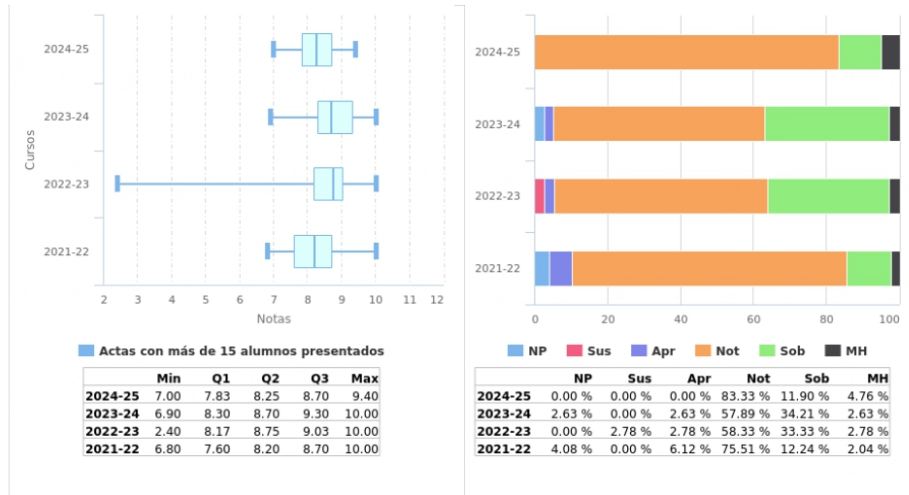 Cursos
2024-25
2023-24
2022-23
2021-22
2 3 4 5 6 7 8 9 10 11 12
Notas
Actas con más de 15 alumnos presentados
Min Q1 Q2 Q3 Max
2024-25 7.00 7.83 8.25 8.70 9.40
2023-24 6.90 8.30 8.70 9.30 10.00
2022-23 2.40 8.17 8.75 9.03 10.00
2021-22 6.80 7.60 8.20 8.70 10.00
2024-25
2023-24
2022-23
2021-22
0 20 40 60 80 100
NP Sus Apr Not Sob MH
NP Sus Apr Not Sob MH
2024-25 0.00 % 0.00 % 0.00 % 83.33 % 11.90 % 4.76 %
2023-24 2.63 % 0.00 % 2.63 % 57.89 % 34.21 % 2.63 %
2022-23 0.00 % 2.78 % 2.78 % 58.33 % 33.33 % 2.78 %
2021-22 4.08 % 0.00 % 6.12 % 75.51 % 12.24 % 2.04 %